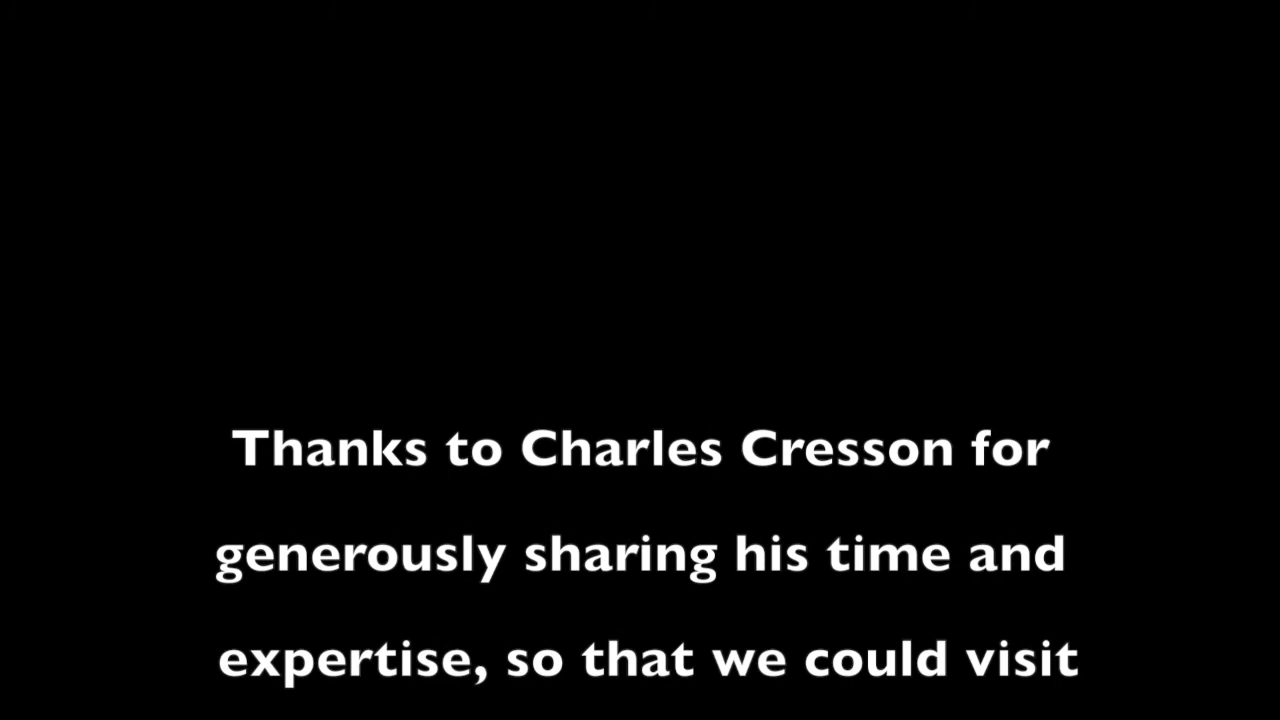 Thanks to Charles Cresson for
generously sharing his time and
expertise, so that we could visit